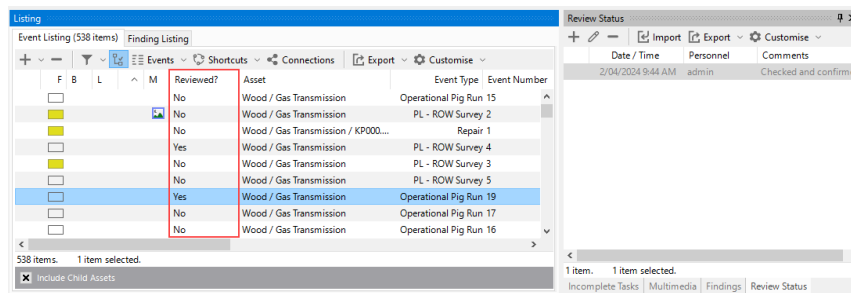 Listing
Event Listing (538 items) Finding Listing
Events Shortcuts Connections Export Customise
F B L M Reviewed? Asset Event Type Event Number
No Wood / Gas Transmission Operational Pig Run 15
No Wood / Gas Transmission PL - ROW Survey 2
No Wood / Gas Transmission / KP000.... Repair 1
Yes Wood / Gas Transmission PL - ROW Survey 4
No Wood / Gas Transmission PL - ROW Survey 3
No Wood / Gas Transmission PL - ROW Survey 5
Yes Wood / Gas Transmission Operational Pig Run 19
No Wood / Gas Transmission Operational Pig Run 17
No Wood / Gas Transmission Operational Pig Run 16
538 items. 1 item selected.
Include Child Assets
Review Status
Import Export Customise
Date / Time Personnel Comments
2/04/2024 9:44 AM admin Checked and confirme
1 item. 1 item selected.
Incomplete Tasks Multimedia Findings Review Status